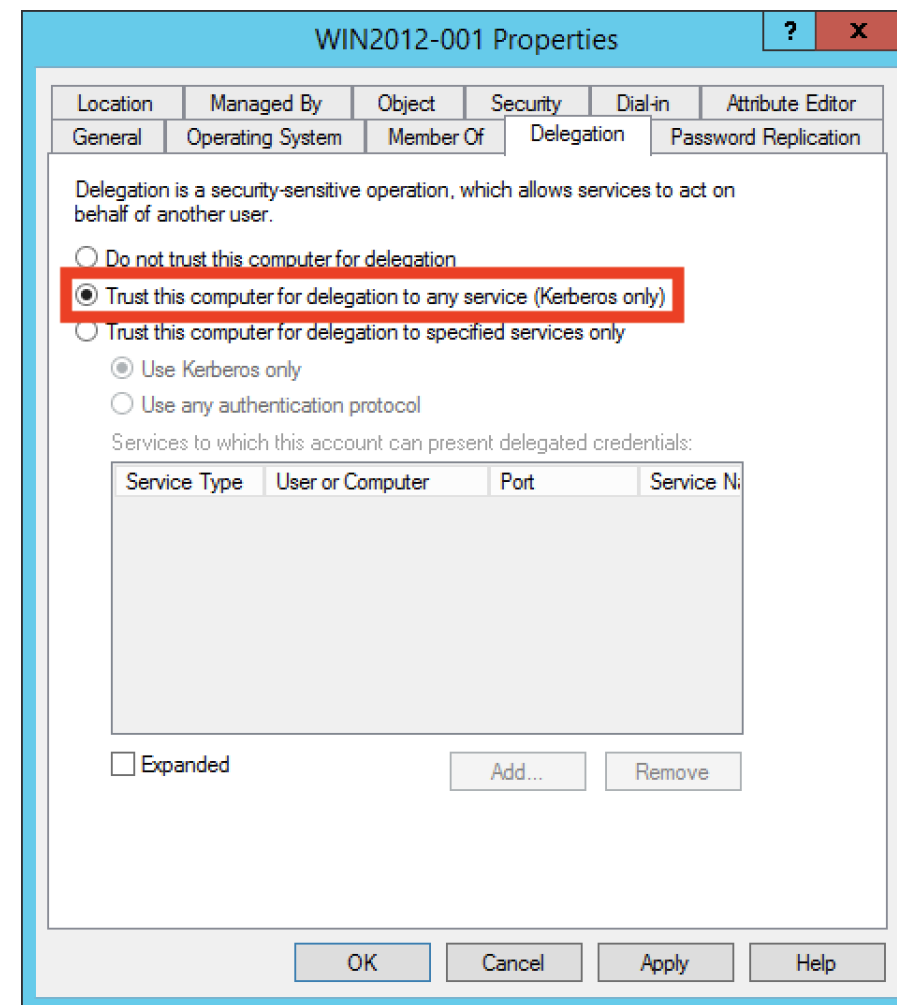 WIN2012-001 Properties
?
x
Location
Managed By
Object
Security
Dial-in
Attribute Editor
General
Operating System
Member Of
Delegation
Password Replication
Delegation is a security-sensitive operation, which allows services to act on
behalf of another user.
Do not trust this computer for delegation
Trust this computer for delegation to any service (Kerberos only)
Trust this computer for delegation to specified services only
Use Kerberos only
Use any authentication protocol
Services to which this account can present delegated credentials:
Service Type
User or Computer
Port
Service Na
Expanded
Add...
Remove
OK
Cancel
Apply
Help